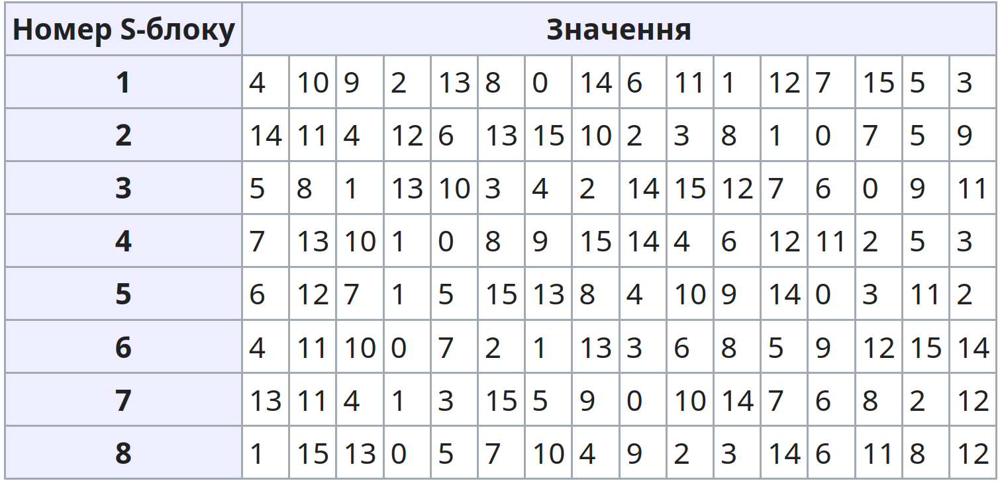 Номер S-блоку Значення
1 4 10 9 2 13 8 0 14 6 11 1 12 7 15 5 3
2 14 11 4 12 6 13 15 10 2 3 8 1 0 7 5 9
3 5 8 1 13 10 3 4 2 14 15 12 7 6 0 9 11
4 7 13 10 1 0 8 9 15 14 4 6 12 11 2 5 3
5 6 12 7 1 5 15 13 8 4 10 9 14 0 3 11 2
6 4 11 10 0 7 2 1 13 3 6 8 5 9 12 15 14
7 13 11 4 1 3 15 5 9 0 10 14 7 6 8 2 12
8 1 15 13 0 5 7 10 4 9 2 3 14 6 11 8 12